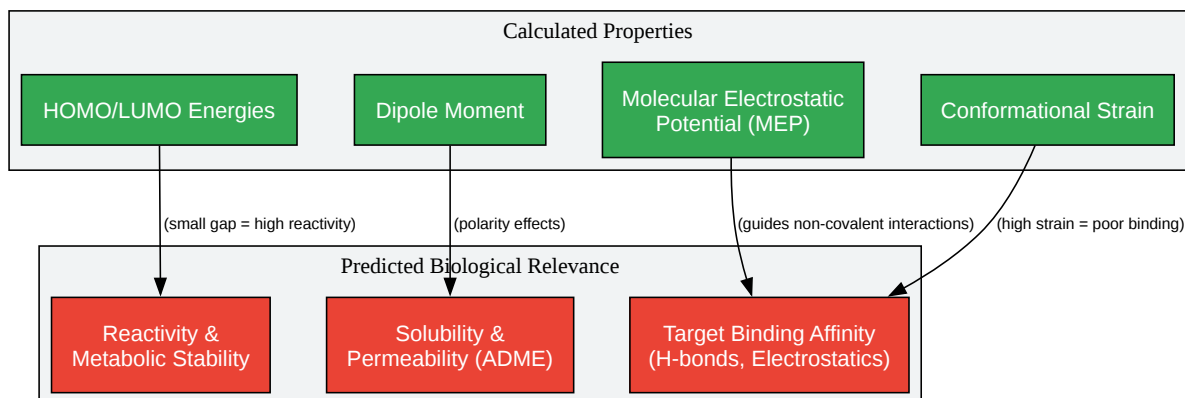 Calculated Properties
HOMO/LUMO Energies
Dipole Moment
Molecular Electrostatic
Potential (MEP)
Conformational Strain
(small gap = high reactivity)
(polarity effects)
(guides non-covalent interactions)
(high strain = poor binding)
Predicted Biological Relevance
Reactivity &
Metabolic Stability
Solubility &
Permeability (ADME)
Target Binding Affinity
(H-bonds, Electrostatics)